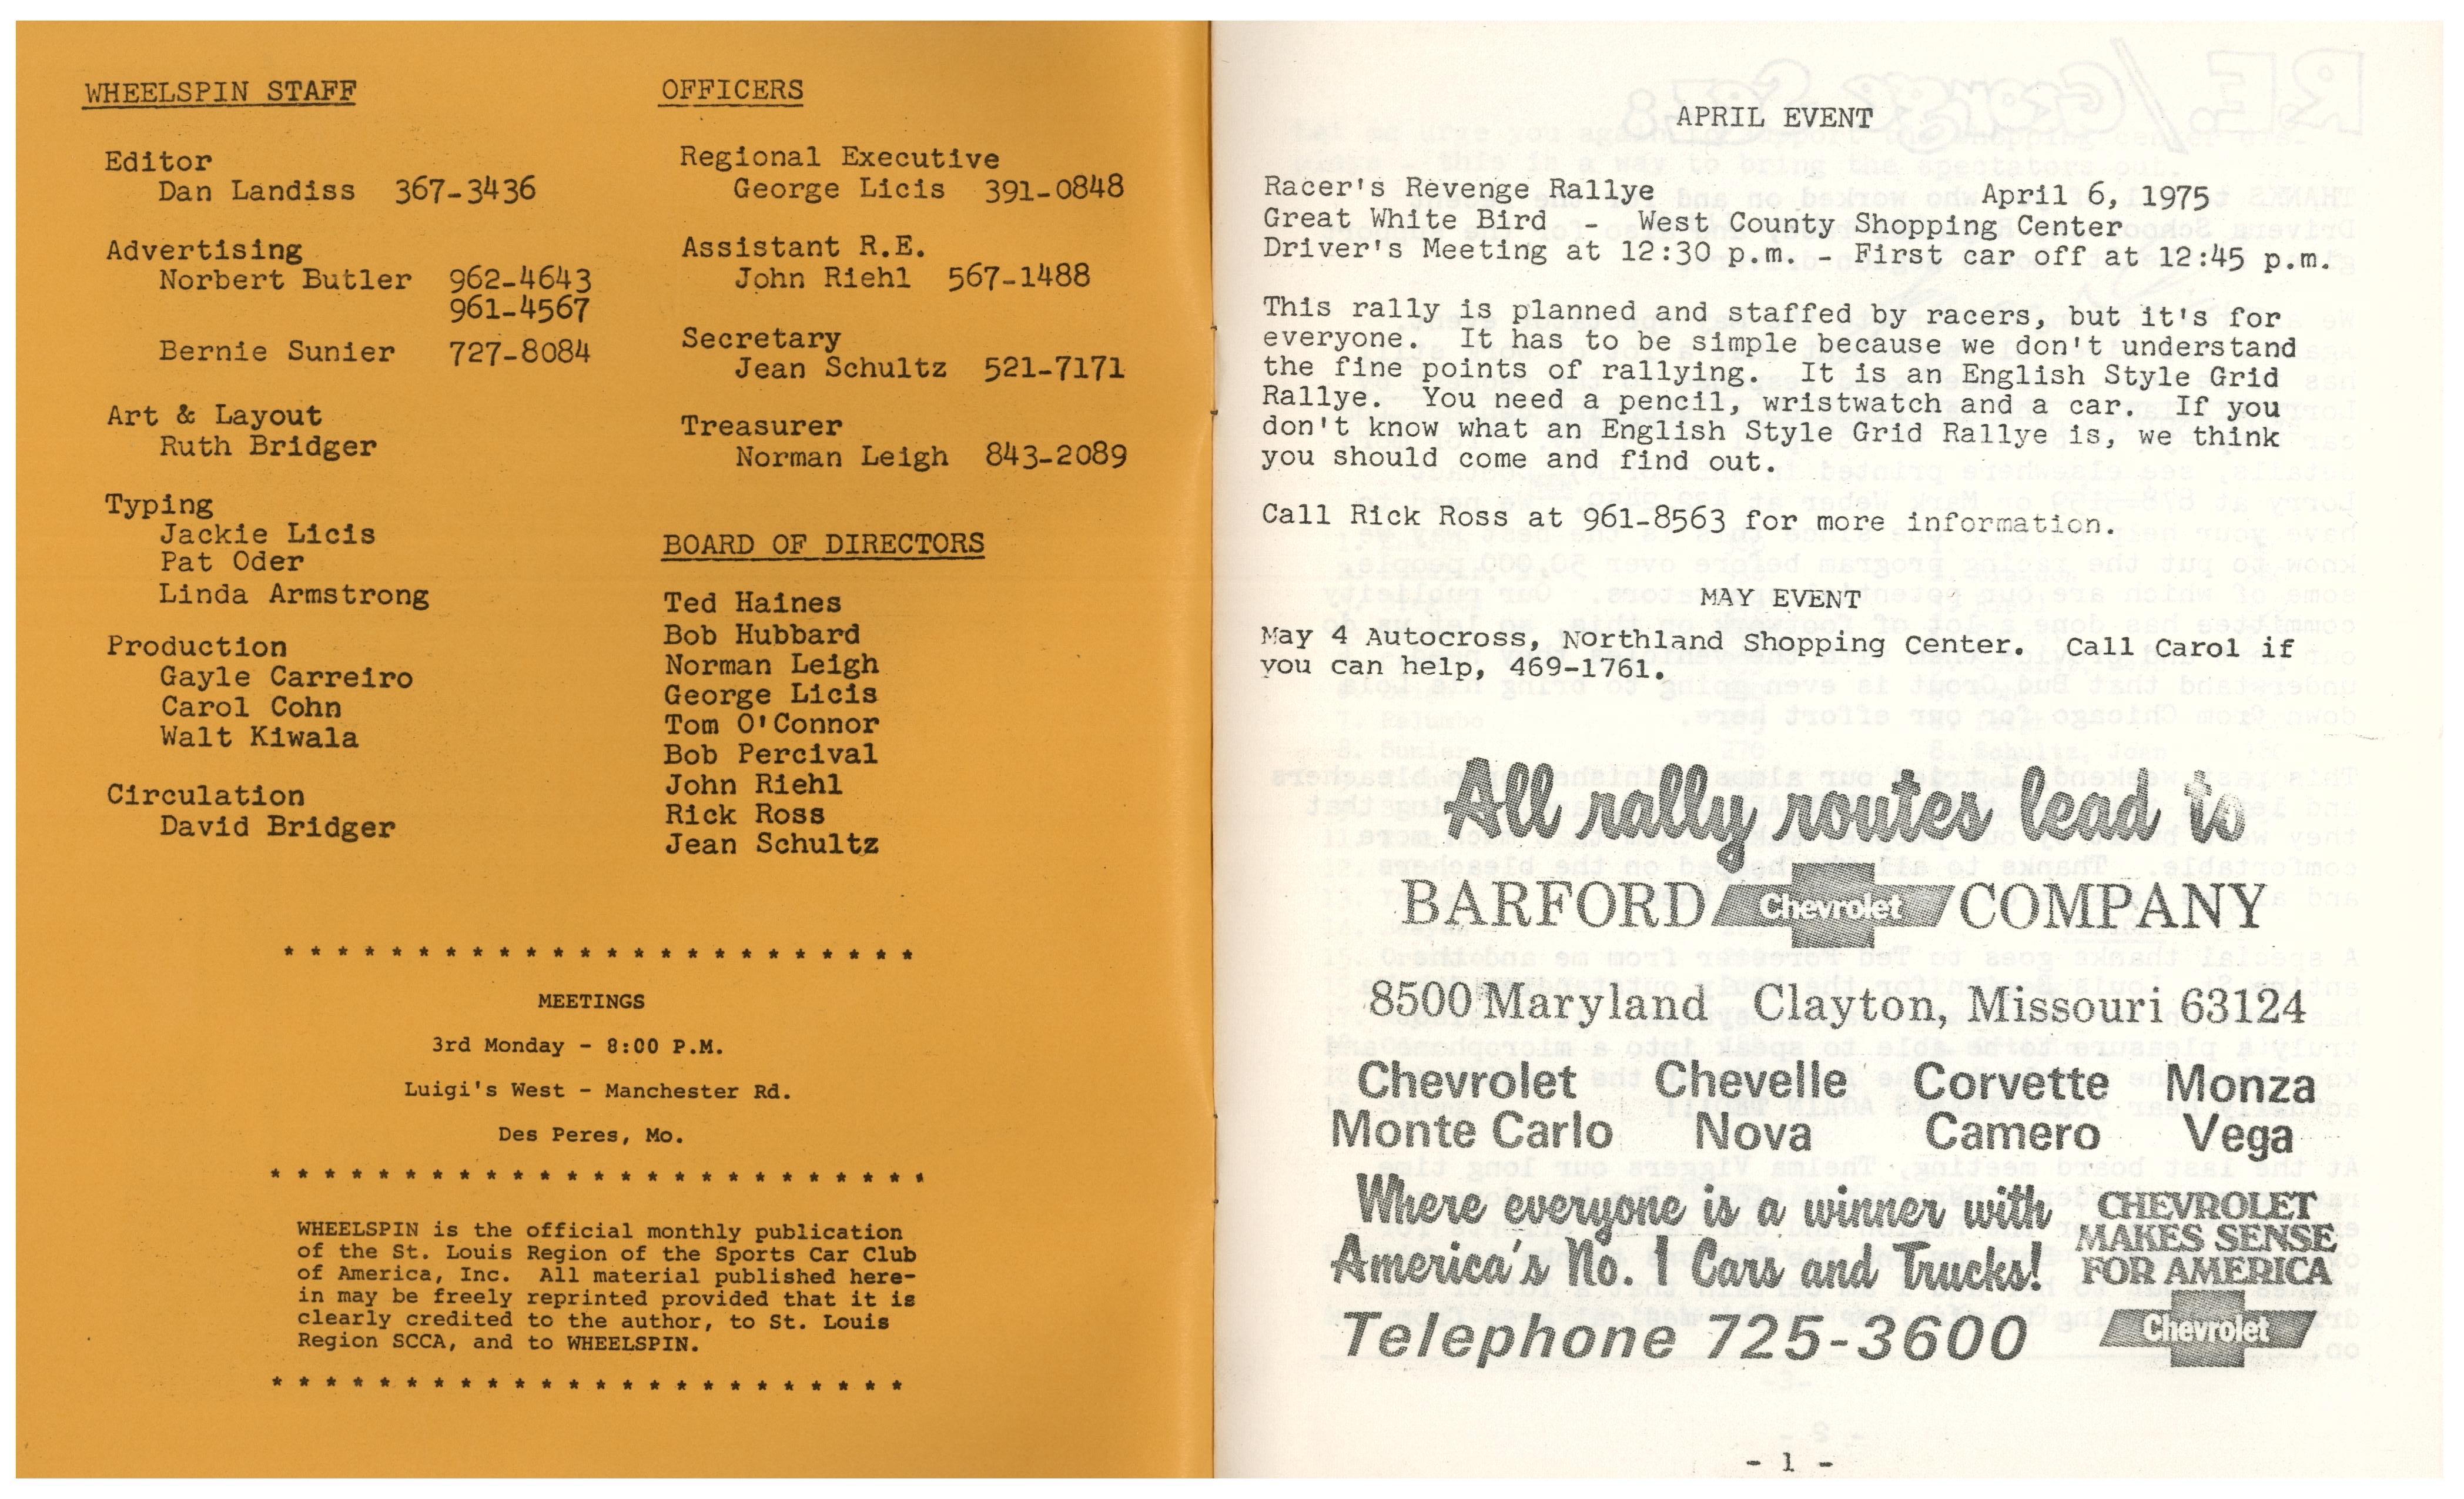 WHEELSPIN STAFF
Editor
Dan Landiss 367-3436
Advertising
Norbert Butler 962-4643
961-4567
Bernie Sunier 727-8084
Art & Layout
Ruth Bridger
Typing
Jackie Licis
Pat Oder
Linda Armstrong
Production
Gayle Carreiro
Carol Cohn
Walt Kiwala
Circulation
David Bridger
OFFICERS
Regional Executive
George Licis 391-0848
Assistant R.E.
John Riehl 567-1488
Secretary
Jean Schultz 521-7171
Treasurer
Norman Leigh 843-2089
BOARD OF DIRECTORS
Ted Haines
Bob Hubbard
Norman Leigh
George Licis
Tom O'Connor
Bob Percival
John Riehl
Rick Ross
Jean Schultz
* * * * * * * * * * * * * * * * * * * * * * * *
MEETINGS
3rd Monday - 8:00 P.M.
Luigi's West - Manchester Rd.
Des Peres, Mo.
* * * * * * * * * * * * * * * * * * * * * * * * *
WHEELSPIN is the official monthly publication
of the St. Louis Region of the Sports Car Club
of America, Inc. All material published here-
in may be freely reprinted provided that it is
clearly credited to the author, to St. Louis
Region SCCA, and to WHEELSPIN.
* * * * * * * * * * * * * * * * * * * * * * * *
APRIL EVENT
Racer's Revenge Rallye April 6, 1975
Great White Bird - West County Shopping Center
Driver's Meeting at 12:30 p.m. - First car off at 12:45 p.m.
This rally is planned and staffed by racers, but it's for
everyone. It has to be simple because we don't understand
the fine points of rallying. It is an English Style Grid
Rallye. You need a pencil, wristwatch and a car. If you
don't know what an English Style Grid Rallye is, we think
you should come and find out.
Call Rick Ross at 961-8563 for more information.
MAY EVENT
May 4 Autocross, Northland Shopping Center. Call Carol if
you can help, 469-1761.
All rally routes lead to
BARFORD Chevrolet COMPANY
8500 Maryland Clayton, Missouri 63124
Chevrolet Chevelle Corvette Monza
Monte Carlo Nova Camero Vega
Where everyone is a winner with
America's No. 1 Cars and Trucks!
CHEVROLET
MAKES SENSE
FOR AMERICA
Telephone 725-3600
Chevrolet
- 1 -